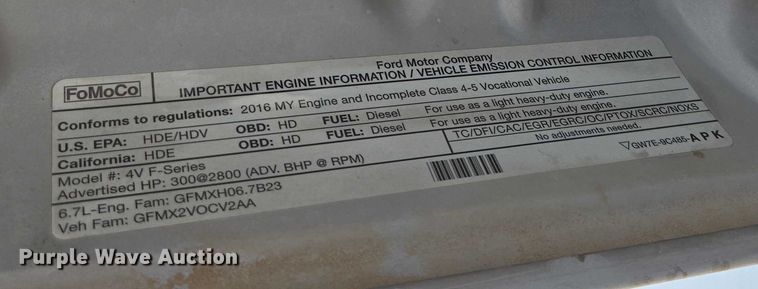 FoMoCo
Ford Motor Company
IMPORTANT ENGINE INFORMATION / VEHICLE EMISSION CONTROL INFORMATION
Conforms to regulations: 2016 MY Engine and Incomplete Class 4-5 Vocational Vehicle
U.S. EPA: HDE/HDV OBD: HD FUEL: Diesel For use as a light heavy-duty engine.
California: HDE OBD: HD FUEL: Diesel For use as a light heavy-duty engine.
Model #: 4V F-Series TC/DFI/CAC/EGR/EGRC/OC/PTOX/SCRC/NOXS
Advertised HP: 300@2800 (ADV. BHP @ RPM) No adjustments needed.
GW7E-9C485-APK
6.7L-Eng. Fam: GFMXH06.7B23
Veh Fam: GFMX2VOCV2AA
Purple Wave Auction